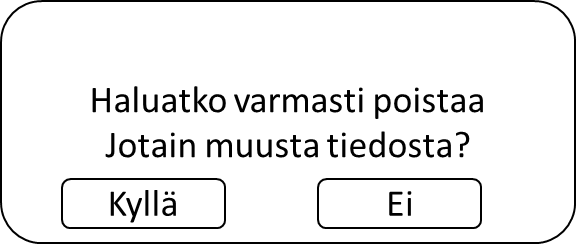 Haluatko varmasti poistaa
Jotain muusta tiedosta?
Kyllä
Ei